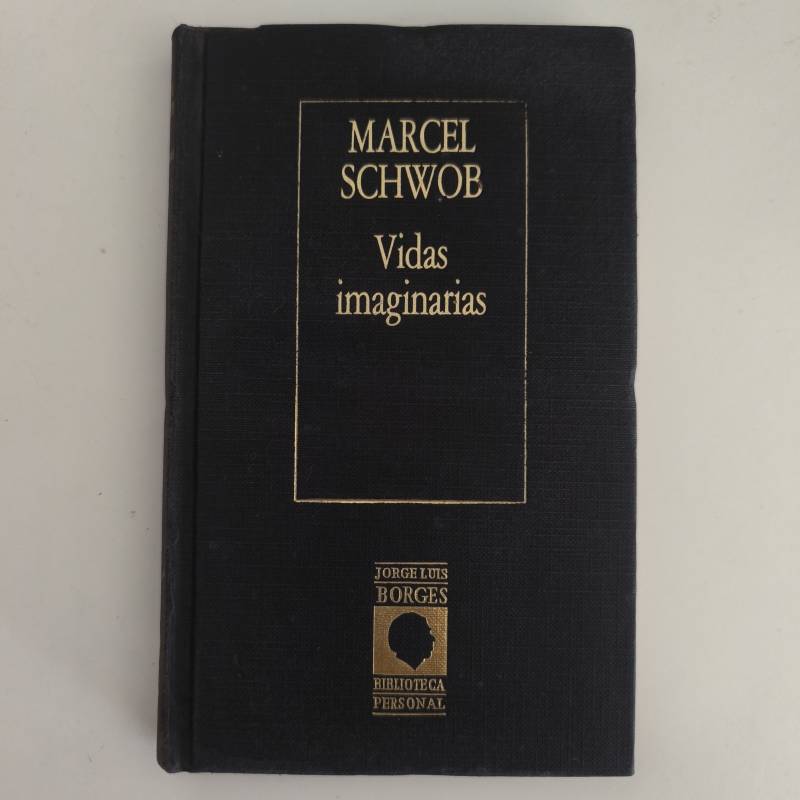 MARCEL
SCHWOB
Vidas
imaginarias
JORGE LUIS
BORGES
BIBLIOTECA
PERSONAL